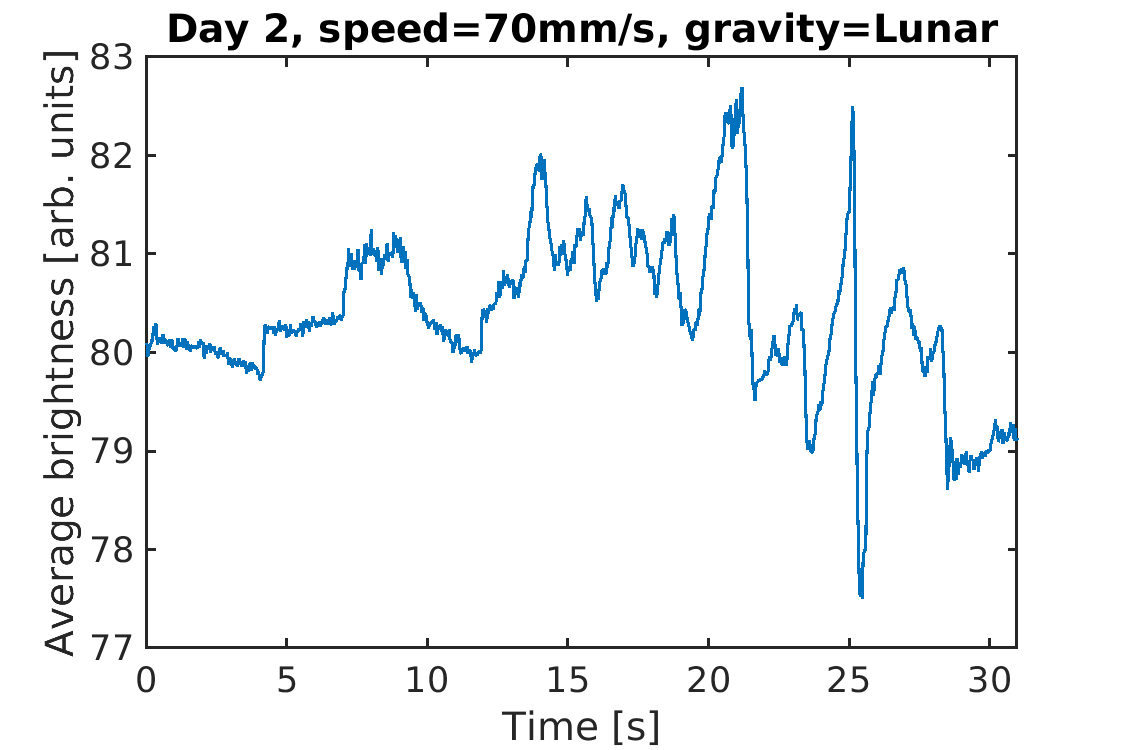 Day 2, speed=70mm/s, gravity=Lunar
Average brightness [arb. units]
83
82
81
80
79
78
77
0 5 10 15 20 25 30
Time [s]